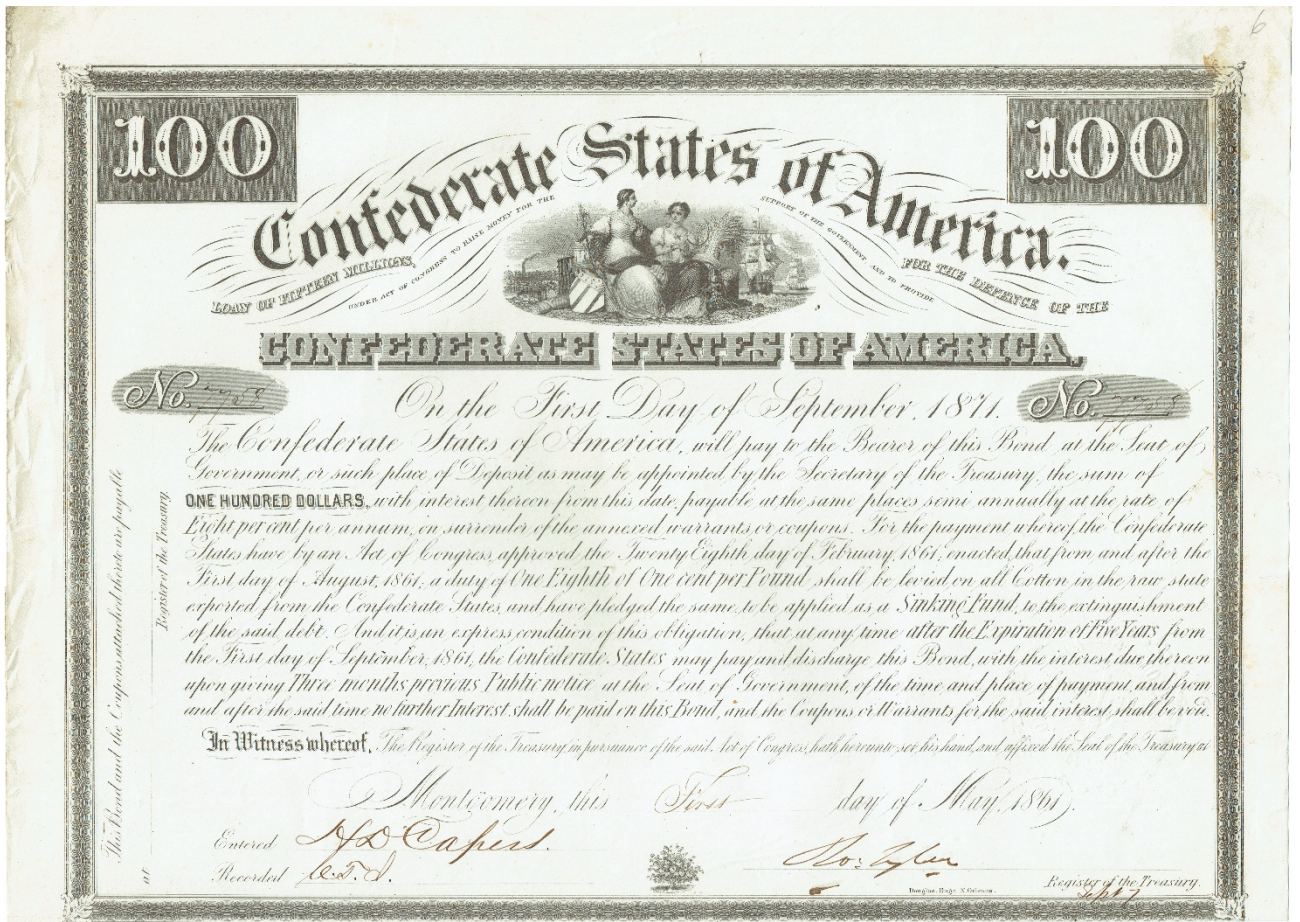 6
100
100
Confederate States of America.
LOAN OF FIFTEEN MILLIONS,
UNDER ACT OF CONGRESS TO RAISE MONEY FOR THE
SUPPORT OF THE GOVERNMENT AND TO PROVIDE
FOR THE DEFENCE OF THE
CONFEDERATE STATES OF AMERICA.
No.
No.
On the First Day of September, 1871.
The Confederate States of America, will pay to the Bearer of this Bond at the Seat of
Government, or such place of Deposit as may be appointed by the Secretary of the Treasury, the sum of
ONE HUNDRED DOLLARS, with interest thereon from this date, payable at the same places semi annually at the rate of
Eight per cent per annum, on surrender of the annexed warrants or coupons. For the payment whereof, the Confederate
States have by an Act of Congress, approved the Twenty Eighth day of February, 1861, enacted, that from and after the
First day of August, 1861, a duty of One Eighth of One cent per Pound shall be levied on all Cotton in the raw state
exported from the Confederate States, and have pledged the same, to be applied as a Sinking Fund, to the extinguishment
of the said debt. And it is an express condition of this obligation, that at any time after the Expiration of Five Years from
the First day of September, 1861, the Confederate States may pay and discharge this Bond, with the interest due thereon
upon giving Three months previous Public notice at the Seat of Government, of the time and place of payment, and from
and after the said time no further Interest shall be paid on this Bond, and the Coupons or Warrants for the said interest shall be void.
In Witness whereof, The Register of the Treasury, in pursuance of the said Act of Congress, hath hereunto set his hand, and affixed the Seal of the Treasury at
Montgomery, this First day of May, 1861.
Entered H D Capers.
Recorded
Ro. Tyler
Register of the Treasury.
Douglas. Engr. N. Orleans.
Sept 7
This Bond and the Coupons attached hereto are payable
at
Register of the Treasury